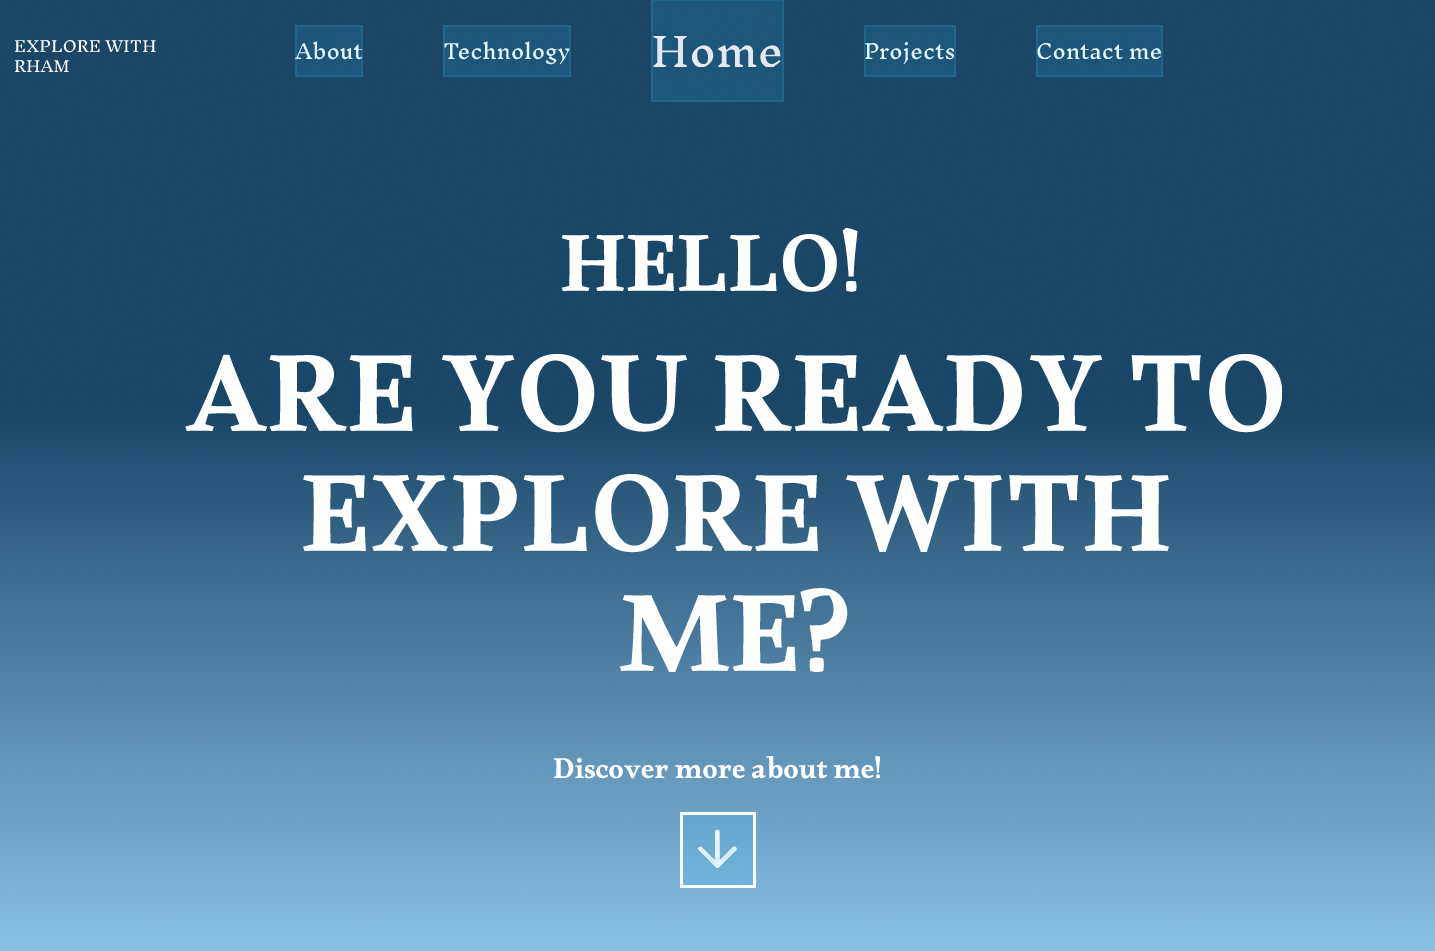 EXPLORE WITH
RHAM
About
Technology
Home
Projects
Contact me
HELLO!
ARE YOU READY TO
EXPLORE WITH
ME?
Discover more about me!